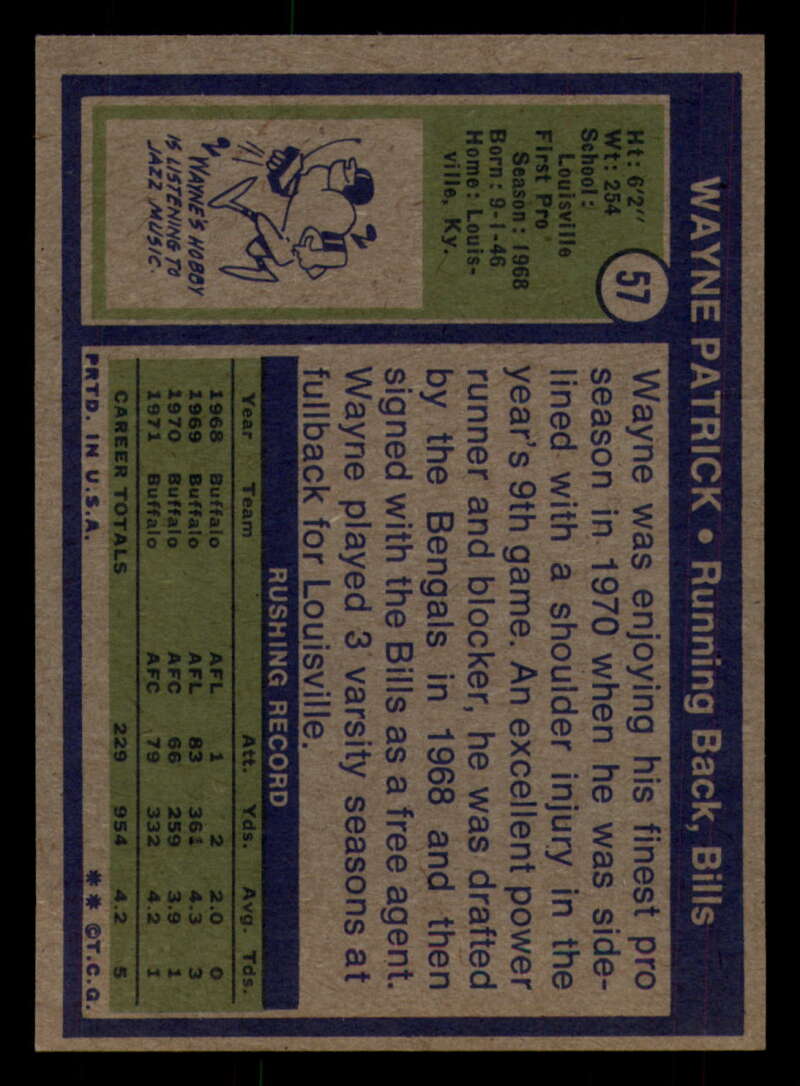 WAYNE PATRICK • Running Back, Bills
57
Ht: 6'2"
Wt: 254
School:
Louisville
First Pro
Season: 1968
Born: 9-1-46
Home: Louis-
ville, Ky.
WAYNE'S HOBBY
IS LISTENING TO
JAZZ MUSIC.
Wayne was enjoying his finest pro
season in 1970 when he was side-
lined with a shoulder injury in the
year's 9th game. An excellent power
runner and blocker, he was drafted
by the Bengals in 1968 and then
signed with the Bills as a free agent.
Wayne played 3 varsity seasons at
fullback for Louisville.
RUSHING RECORD
Year Team Att. Yds. Avg. Tds.
1968 Buffalo AFL 1 2 2.0 0
1969 Buffalo AFL 83 361 4.3 3
1970 Buffalo AFC 66 259 3.9 1
1971 Buffalo AFC 79 332 4.2 1
CAREER TOTALS 229 954 4.2 5
PRTD. IN U.S.A. ** ©T.C.G.